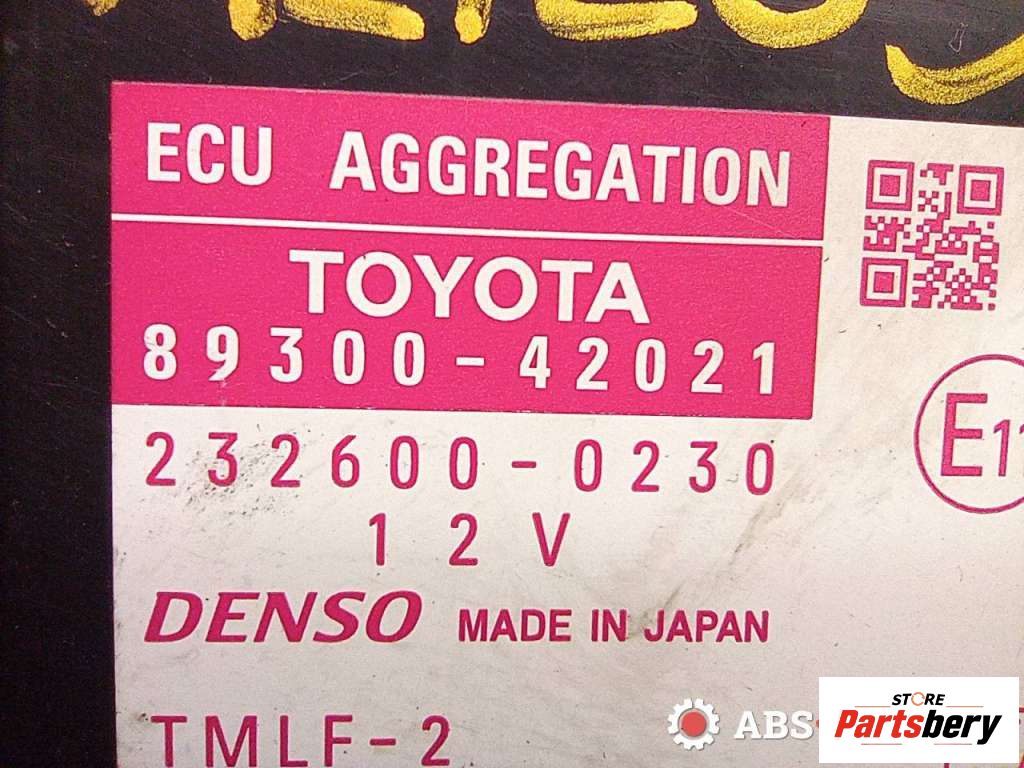 ECU AGGREGATION
TOYOTA
89300-42021
232600-0230
12V
E11
DENSO MADE IN JAPAN
TMLF-2
ABS
STORE
Partsbery